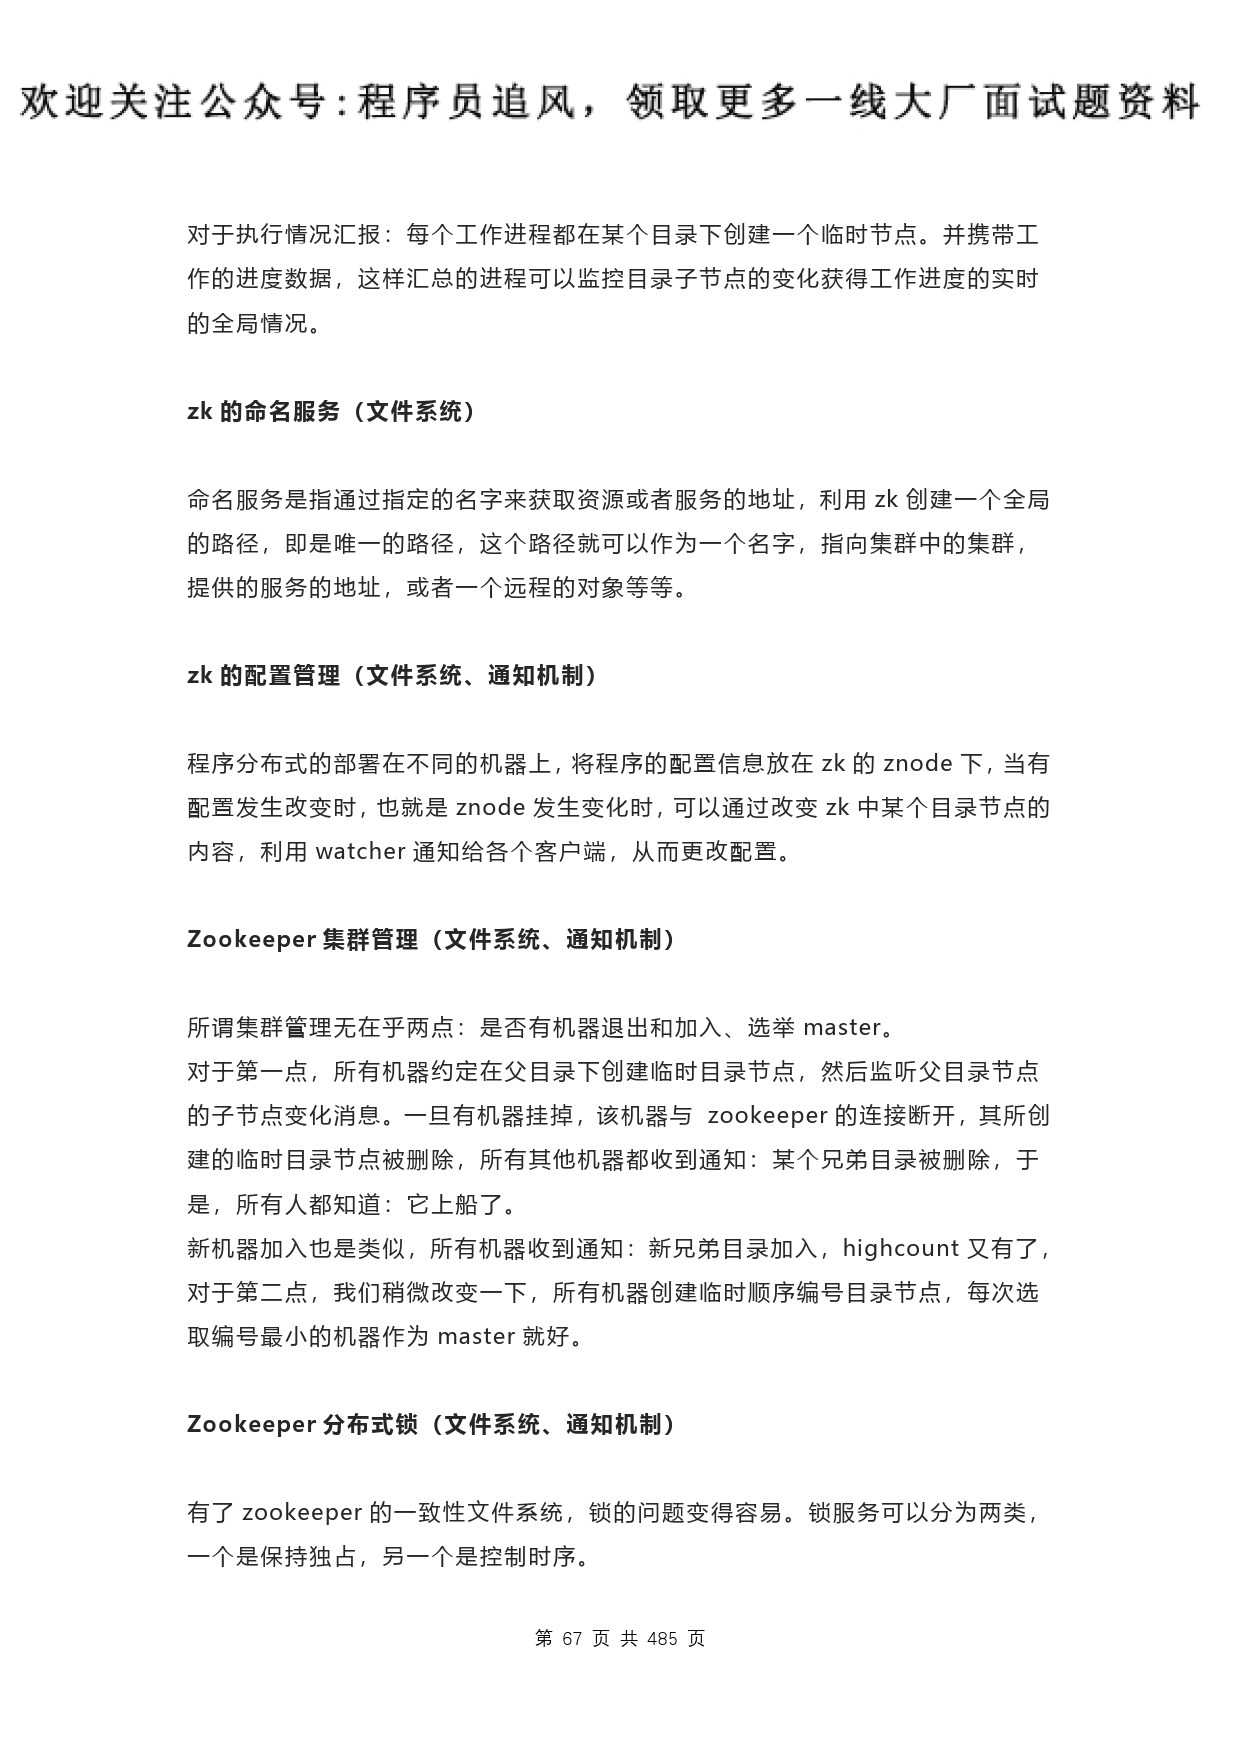 欢迎关注公众号:程序员追风，领取更多一线大厂面试题资料
对于执行情况汇报：每个工作进程都在某个目录下创建一个临时节点。并携带工
作的进度数据，这样汇总的进程可以监控目录子节点的变化获得工作进度的实时
的全局情况。
zk 的命名服务（文件系统）
命名服务是指通过指定的名字来获取资源或者服务的地址，利用 zk 创建一个全局
的路径，即是唯一的路径，这个路径就可以作为一个名字，指向集群中的集群，
提供的服务的地址，或者一个远程的对象等等。
zk 的配置管理（文件系统、通知机制）
程序分布式的部署在不同的机器上，将程序的配置信息放在 zk 的 znode 下，当有
配置发生改变时，也就是 znode 发生变化时，可以通过改变 zk 中某个目录节点的
内容，利用 watcher 通知给各个客户端，从而更改配置。
Zookeeper 集群管理（文件系统、通知机制）
所谓集群管理无在乎两点：是否有机器退出和加入、选举 master。
对于第一点，所有机器约定在父目录下创建临时目录节点，然后监听父目录节点
的子节点变化消息。一旦有机器挂掉，该机器与 zookeeper 的连接断开，其所创
建的临时目录节点被删除，所有其他机器都收到通知：某个兄弟目录被删除，于
是，所有人都知道：它上船了。
新机器加入也是类似，所有机器收到通知：新兄弟目录加入，highcount 又有了，
对于第二点，我们稍微改变一下，所有机器创建临时顺序编号目录节点，每次选
取编号最小的机器作为 master 就好。
Zookeeper 分布式锁（文件系统、通知机制）
有了 zookeeper 的一致性文件系统，锁的问题变得容易。锁服务可以分为两类，
一个是保持独占，另一个是控制时序。
第 67 页 共 485 页